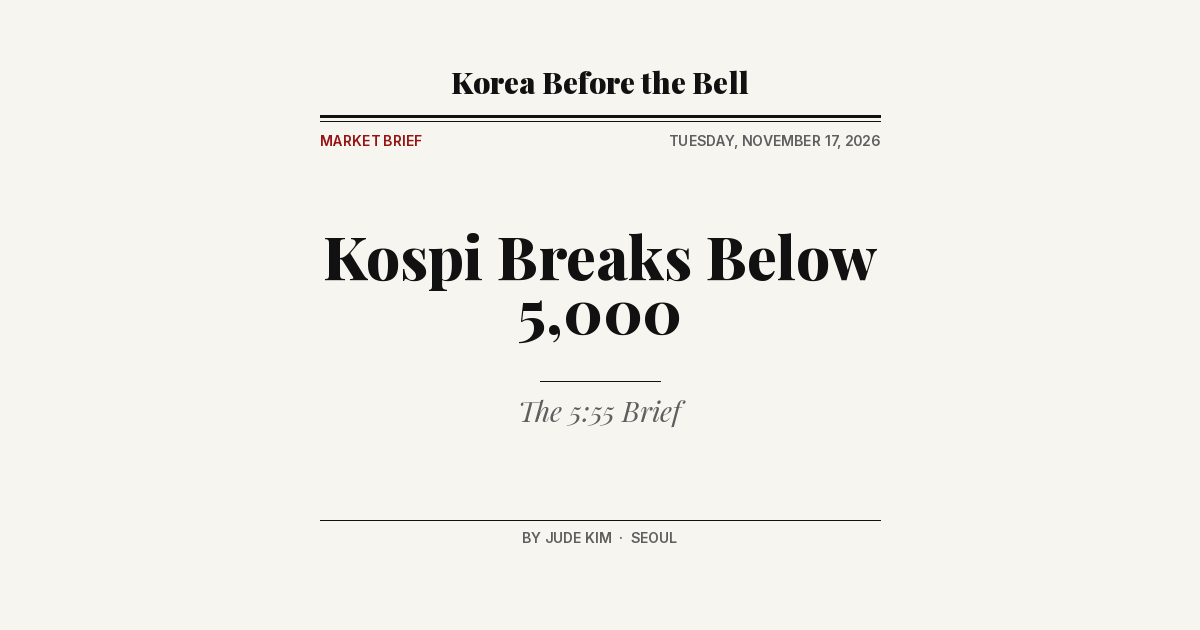 Korea Before the Bell
MARKET BRIEF
TUESDAY, NOVEMBER 17, 2026
Kospi Breaks Below
5,000
The 5:55 Brief
BY JUDE KIM · SEOUL